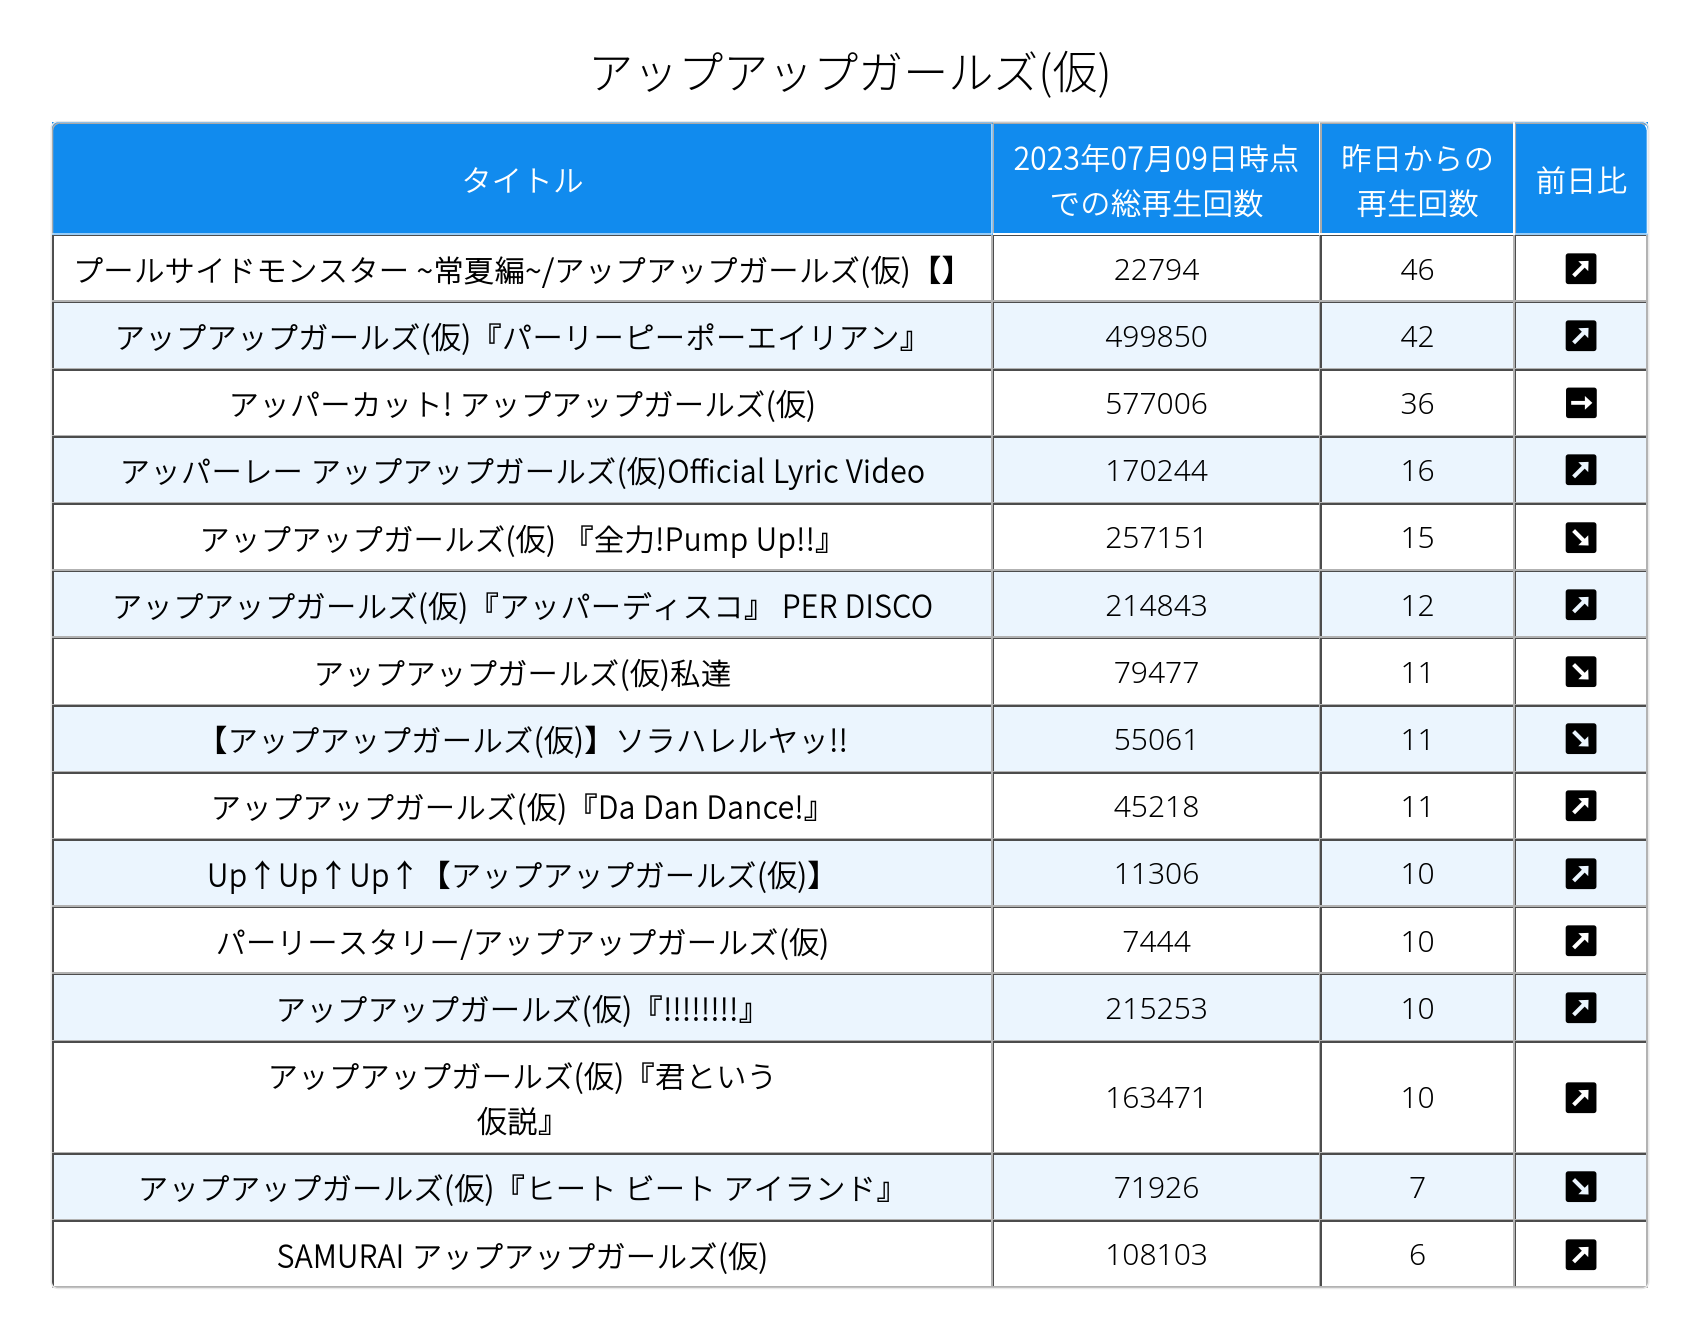 アップアップガールズ(仮)
タイトル
2023年07月09日時点
での総再生回数
昨日からの
再生回数
前日比
プールサイドモンスター ~常夏編~/アップアップガールズ(仮)【】 22794 46 ↗
アップアップガールズ(仮)『パーリーピーポーエイリアン』 499850 42 ↗
アッパーカット! アップアップガールズ(仮) 577006 36 →
アッパーレー アップアップガールズ(仮)Official Lyric Video 170244 16 ↗
アップアップガールズ(仮) 『全力!Pump Up!!』 257151 15 ↘
アップアップガールズ(仮)『アッパーディスコ』 PER DISCO 214843 12 ↗
アップアップガールズ(仮)私達 79477 11 ↘
【アップアップガールズ(仮)】ソラハレルヤッ!! 55061 11 ↘
アップアップガールズ(仮)『Da Dan Dance!』 45218 11 ↗
Up↑Up↑Up↑【アップアップガールズ(仮)】 11306 10 ↗
パーリースタリー/アップアップガールズ(仮) 7444 10 ↗
アップアップガールズ(仮)『!!!!!!!!』 215253 10 ↗
アップアップガールズ(仮)『君という
仮説』 163471 10 ↗
アップアップガールズ(仮)『ヒート ビート アイランド』 71926 7 ↘
SAMURAI アップアップガールズ(仮) 108103 6 ↗